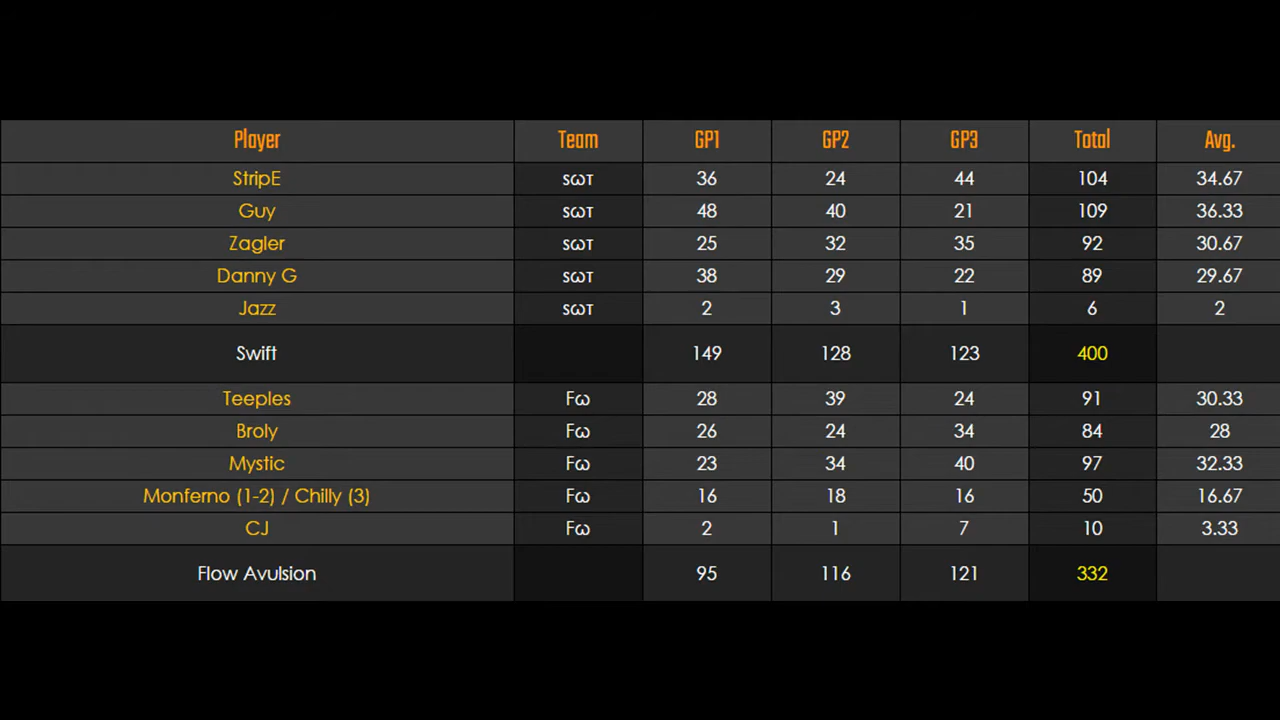 Player Team GP1 GP2 GP3 Total Avg.
StripE sωτ 36 24 44 104 34.67
Guy sωτ 48 40 21 109 36.33
Zagler sωτ 25 32 35 92 30.67
Danny G sωτ 38 29 22 89 29.67
Jazz sωτ 2 3 1 6 2
Swift 149 128 123 400
Teeples Fω 28 39 24 91 30.33
Broly Fω 26 24 34 84 28
Mystic Fω 23 34 40 97 32.33
Monferno (1-2) / Chilly (3) Fω 16 18 16 50 16.67
CJ Fω 2 1 7 10 3.33
Flow Avulsion 95 116 121 332